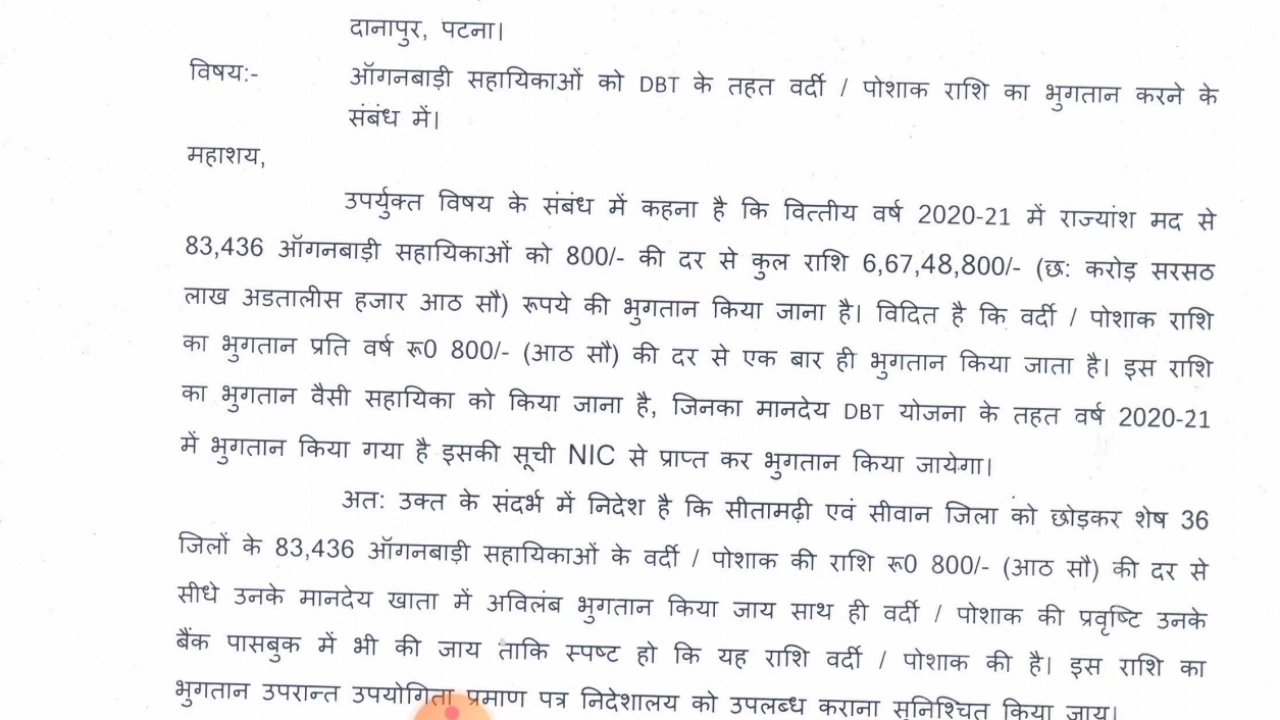 दानापुर, पटना।
विषय:- ऑगनबाड़ी सहायिकाओं को DBT के तहत वर्दी / पोशाक राशि का भुगतान करने के
संबंध में।
महाशय,
उपर्युक्त विषय के संबंध में कहना है कि वित्तीय वर्ष 2020-21 में राज्यांश मद से
83,436 ऑगनबाड़ी सहायिकाओं को 800/- की दर से कुल राशि 6,67,48,800/- (छ: करोड़ सरसठ
लाख अडतालीस हजार आठ सौ) रूपये की भुगतान किया जाना है। विदित है कि वर्दी / पोशाक राशि
का भुगतान प्रति वर्ष रू0 800/- (आठ सौ) की दर से एक बार ही भुगतान किया जाता है। इस राशि
का भुगतान वैसी सहायिका को किया जाना है, जिनका मानदेय DBT योजना के तहत वर्ष 2020-21
में भुगतान किया गया है इसकी सूची NIC से प्राप्त कर भुगतान किया जायेगा।
अत: उक्त के संदर्भ में निदेश है कि सीतामढ़ी एवं सीवान जिला को छोड़कर शेष 36
जिलों के 83,436 ऑगनबाड़ी सहायिकाओं के वर्दी / पोशाक की राशि रू0 800/- (आठ सौ) की दर से
सीधे उनके मानदेय खाता में अविलंब भुगतान किया जाय साथ ही वर्दी / पोशाक की प्रवृष्टि उनके
बैंक पासबुक में भी की जाय ताकि स्पष्ट हो कि यह राशि वर्दी / पोशाक की है। इस राशि का
भुगतान उपरान्त उपयोगिता प्रमाण पत्र निदेशालय को उपलब्ध कराना सुनिश्चित किया जाय।